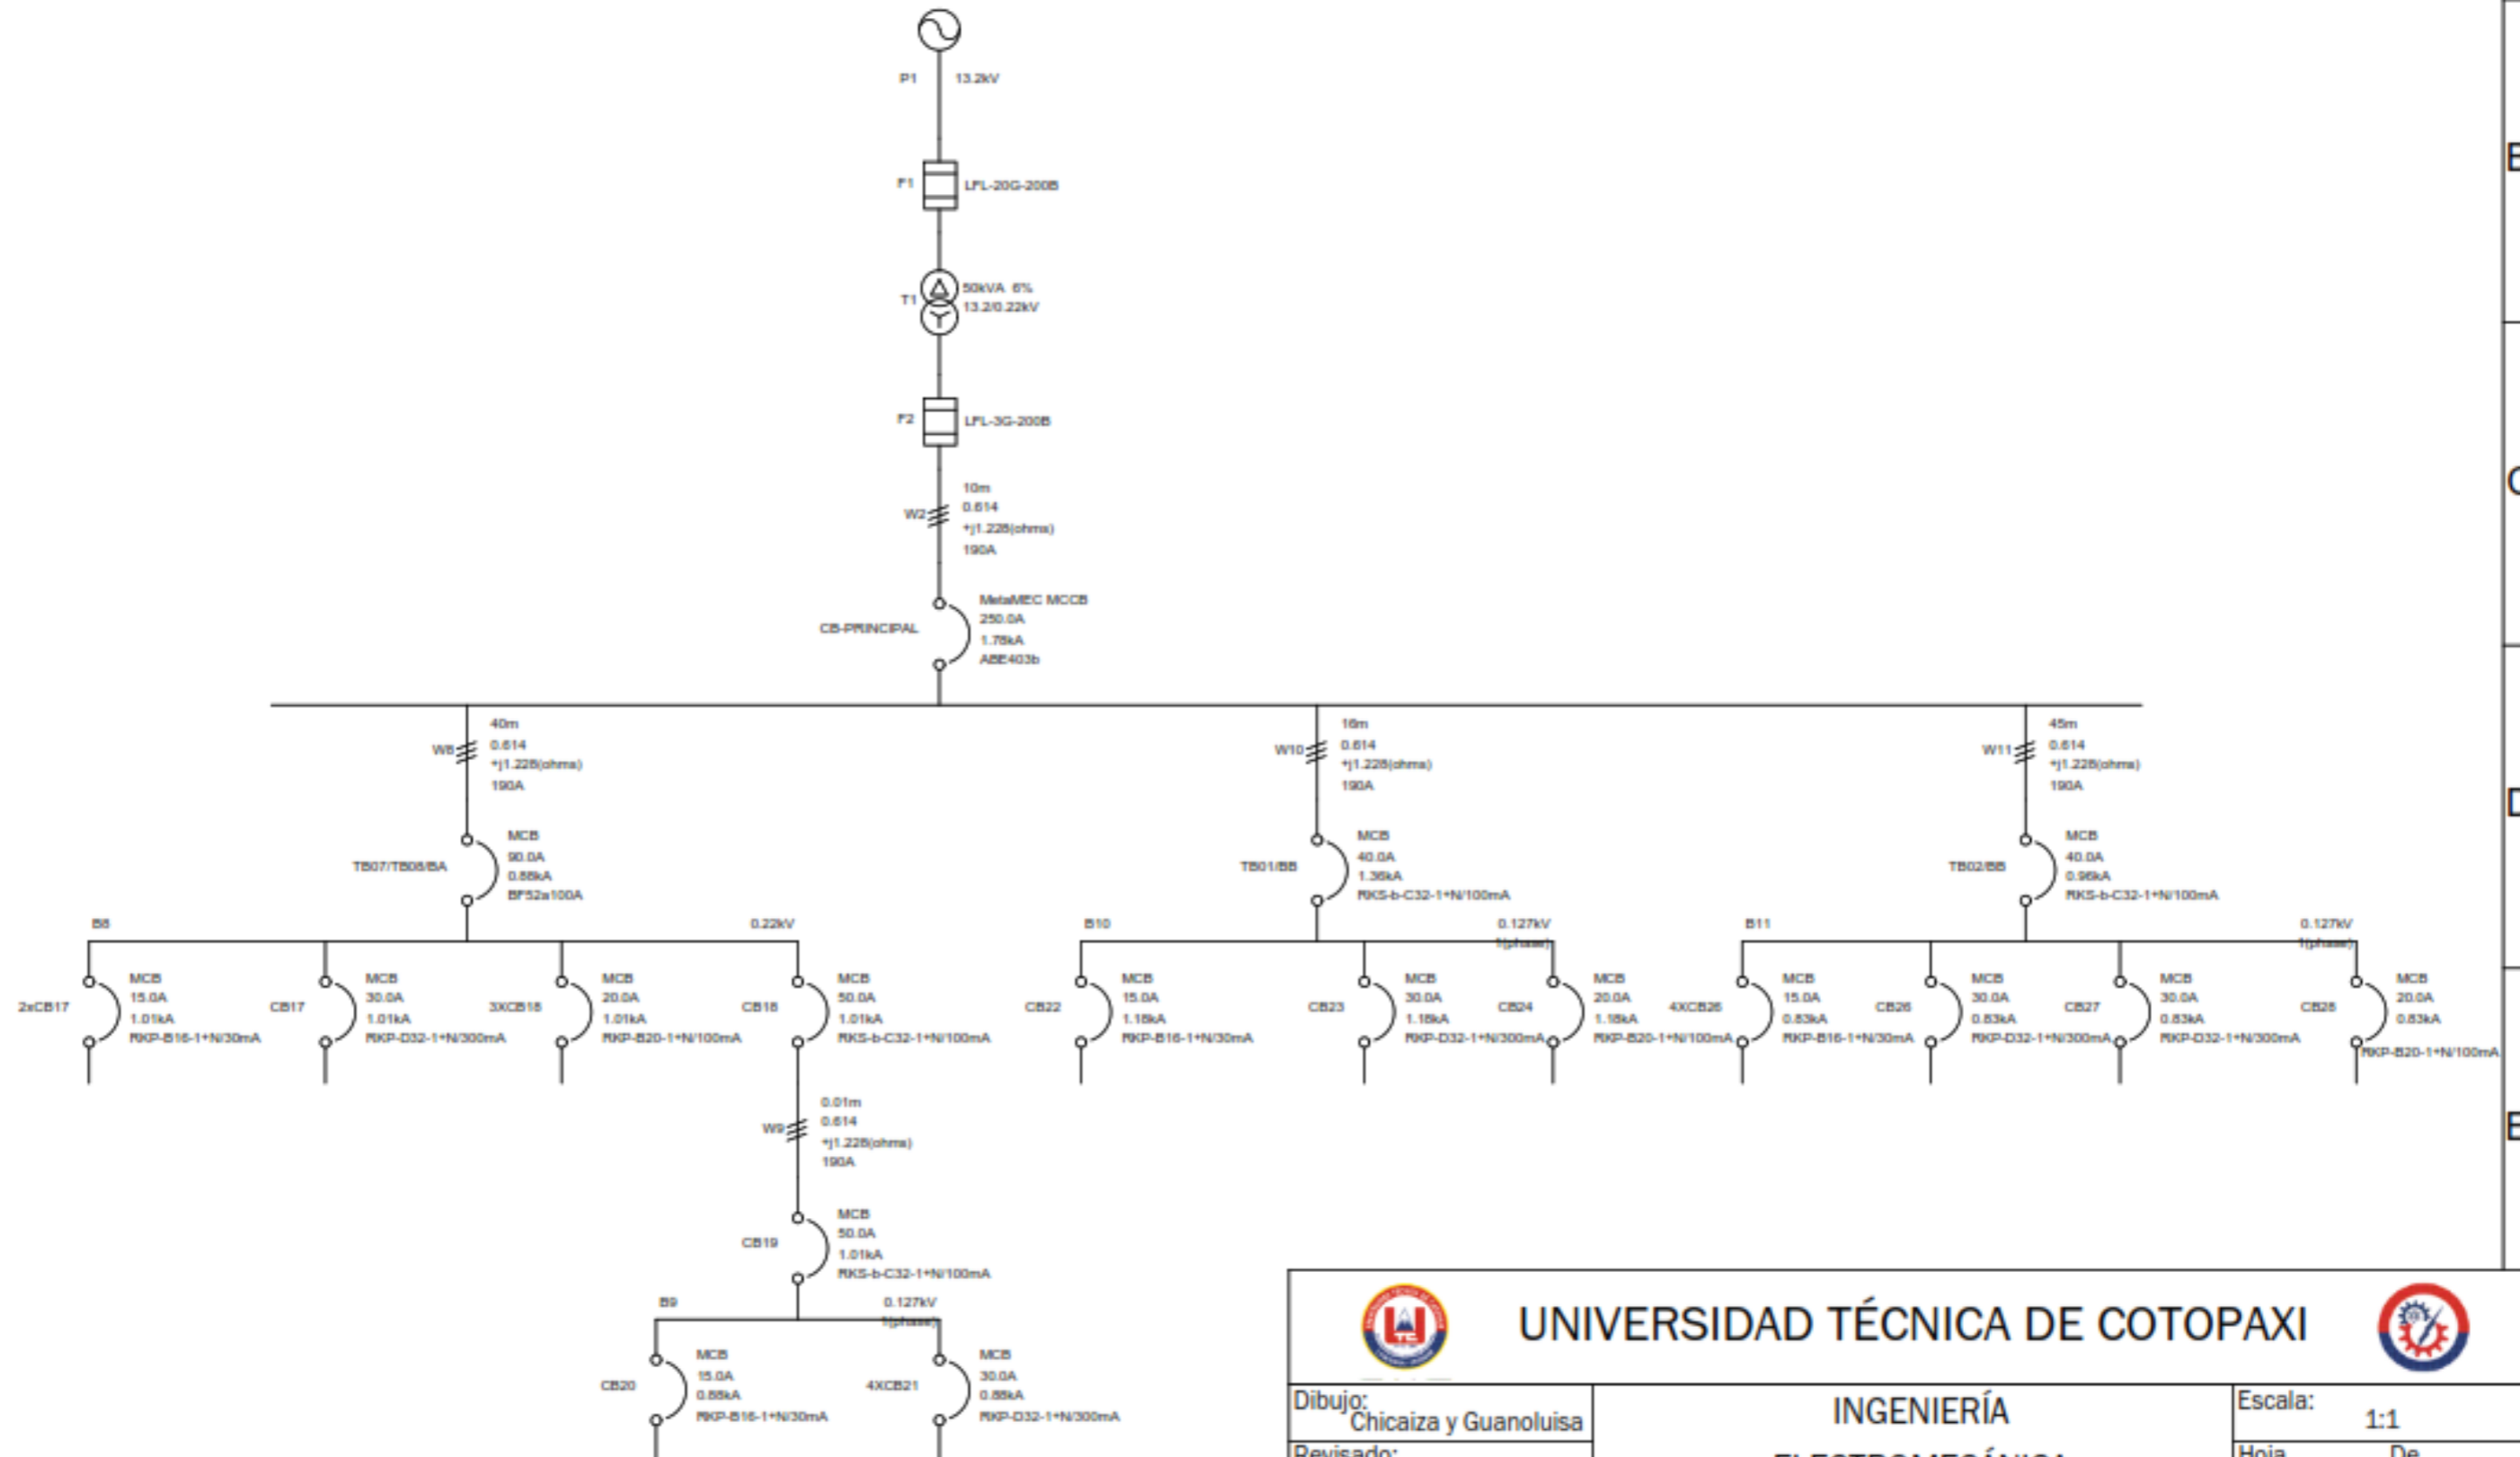 P1
13.2kV
F1
LFL-20G-200B
T1
50kVA 6%
13.2/0.22kV
F2
LFL-3G-200B
W2
10m
0.614
+j1.228(ohms)
190A
CB-PRINCIPAL
MetaMEC MCCB
250.0A
1.78kA
ABE403b
W8
40m
0.614
+j1.228(ohms)
190A
W10
16m
0.614
+j1.228(ohms)
190A
W11
45m
0.614
+j1.228(ohms)
190A
TB07/TB08/BA
MCB
90.0A
0.88kA
BF52a100A
TB01/BB
MCB
40.0A
1.36kA
RKS-b-C32-1+N/100mA
TB02/BB
MCB
40.0A
0.96kA
RKS-b-C32-1+N/100mA
B8
0.22kV
B10
0.127kV
1(phase)
B11
0.127kV
1(phase)
2xCB17
MCB
15.0A
1.01kA
RKP-B16-1+N/30mA
CB17
MCB
30.0A
1.01kA
RKP-D32-1+N/300mA
3XCB18
MCB
20.0A
1.01kA
RKP-B20-1+N/100mA
CB18
MCB
50.0A
1.01kA
RKS-b-C32-1+N/100mA
CB22
MCB
15.0A
1.18kA
RKP-B16-1+N/30mA
CB23
MCB
30.0A
1.18kA
RKP-D32-1+N/300mA
CB24
MCB
20.0A
1.18kA
RKP-B20-1+N/100mA
4XCB26
MCB
15.0A
0.83kA
RKP-B16-1+N/30mA
CB26
MCB
30.0A
0.83kA
RKP-D32-1+N/300mA
CB27
MCB
30.0A
0.83kA
RKP-D32-1+N/300mA
CB28
MCB
20.0A
0.83kA
RKP-B20-1+N/100mA
W9
0.01m
0.614
+j1.228(ohms)
190A
CB19
MCB
50.0A
1.01kA
RKS-b-C32-1+N/100mA
B9
0.127kV
1(phase)
CB20
MCB
15.0A
0.88kA
RKP-B16-1+N/30mA
4XCB21
MCB
30.0A
0.88kA
RKP-D32-1+N/300mA
UNIVERSIDAD TÉCNICA DE COTOPAXI
Dibujo:
Chicaiza y Guanoluisa
INGENIERÍA
ELECTROMECÁNICA
Escala:
1:1
Revisado:
Hoja
De